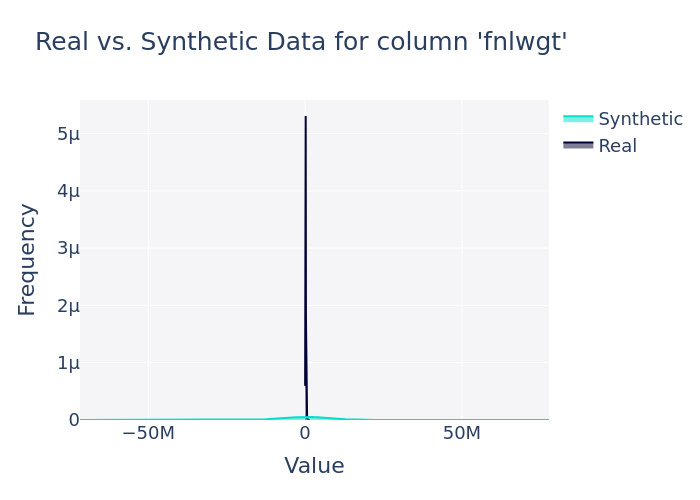 Real vs. Synthetic Data for column 'fnlwgt'
Synthetic
Real
5µ
4µ
3µ
2µ
1µ
0
Frequency
−50M
0
50M
Value